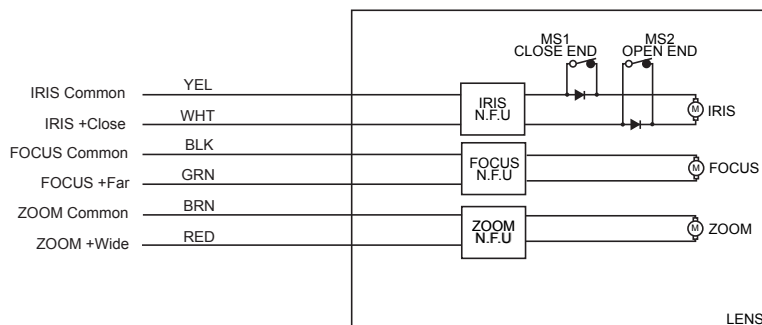 MS1 MS2
CLOSE END OPEN END
IRIS Common YEL
IRIS N.F.U
IRIS
M
IRIS +Close WHT
FOCUS Common BLK
FOCUS N.F.U
FOCUS
M
FOCUS +Far GRN
ZOOM Common BRN
ZOOM N.F.U
ZOOM
M
ZOOM +Wide RED
LENS